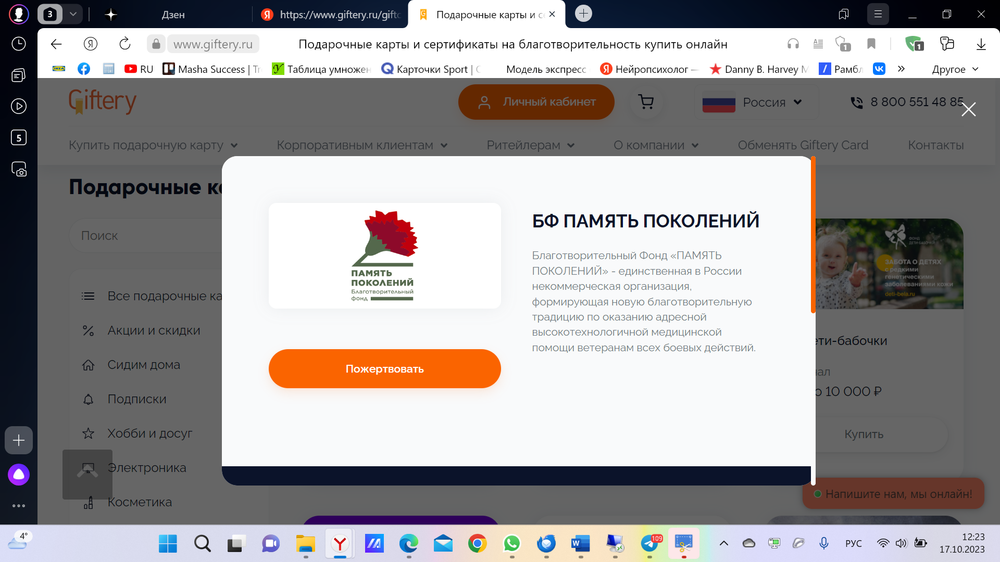 3
Дзен
https://www.giftery.ru/giftc
Подарочные карты и се
www.giftery.ru
Подарочные карты и сертификаты на благотворительность купить онлайн
1
1
IKEA
RU
Masha Success | Tr
Таблица умножен
Карточки Sport | C
Модель экспресс
Нейропсихолог —
Danny B. Harvey M
Рамбл
Другое
5
Giftery
Личный кабинет
Россия
8 800 551 48 85
Купить подарочную карту
Корпоративным клиентам
Ритейлерам
О компании
Обменять Giftery Card
Контакты
Подарочные к
Поиск
Все подарочные ка
Акции и скидки
Сидим дома
Подписки
Хобби и досуг
Электроника
Косметика
ПАМЯТЬ
ПОКОЛЕНИЙ
Благотворительный
фонд
Пожертвовать
БФ ПАМЯТЬ ПОКОЛЕНИЙ
Благотворительный Фонд «ПАМЯТЬ
ПОКОЛЕНИЙ» - единственная в России
некоммерческая организация,
формирующая новую благотворительную
традицию по оказанию адресной
высокотехнологичной медицинской
помощи ветеранам всех боевых действий.
ФОНД
ДЕТИ-БАБОЧКИ
ЗАБОТА О ДЕТЯХ
с редкими
генетическими
заболеваниями кожи
deti-bela.ru
ети-бабочки
ал
о 10 000 ₽
Купить
Напишите нам, мы онлайн!
4°
109
РУС
12:23
17.10.2023